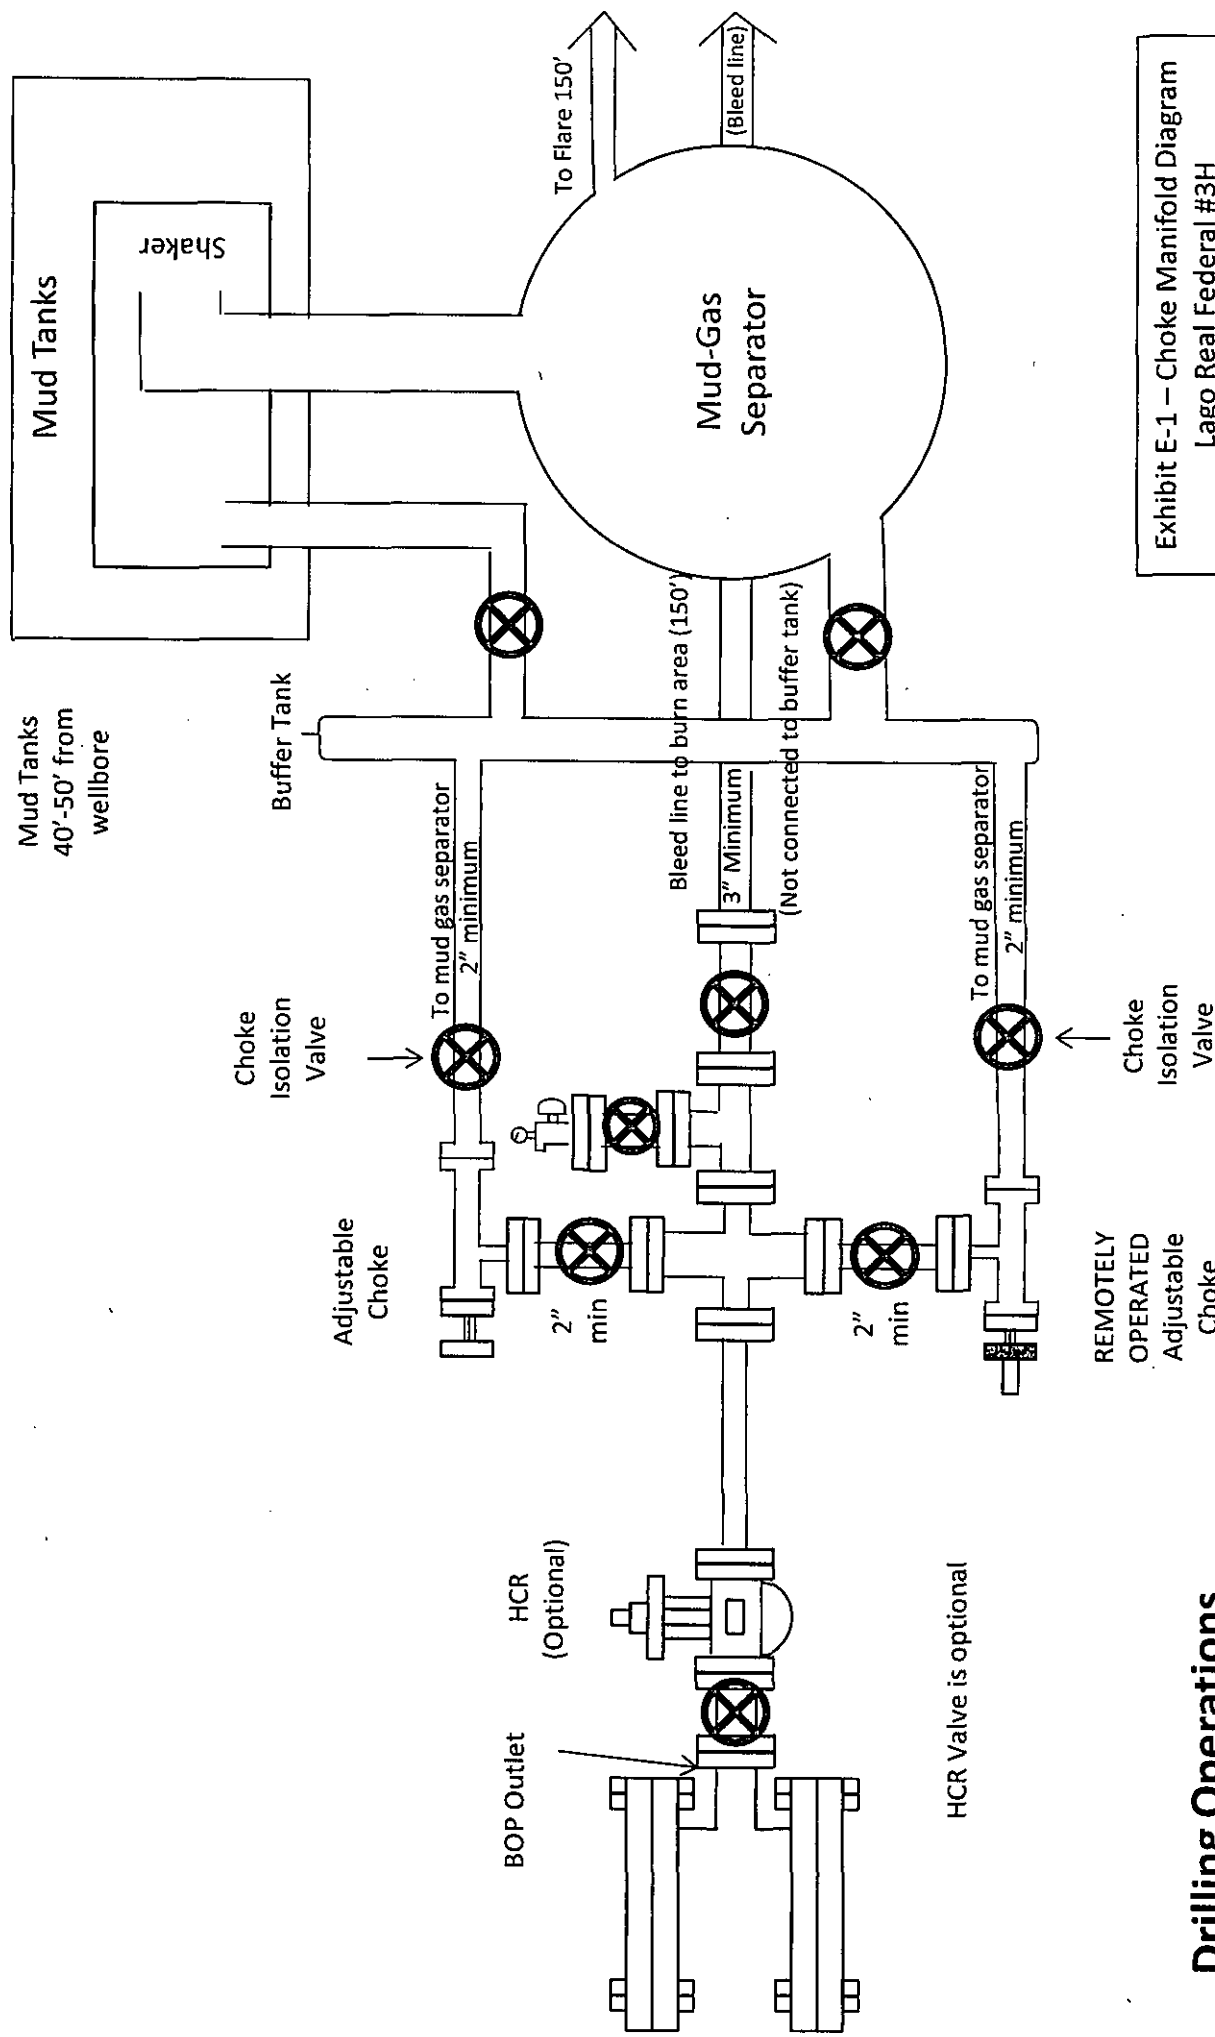 Mud Tanks
40'-50' from
wellbore
Mud Tanks
Shaker
Buffer Tank
To Flare 150'
(Bleed line)
Mud-Gas
Separator
Choke
Isolation
Valve
To mud gas separator
2" minimum
Bleed line to burn area (150')
3" Minimum
(Not connected to buffer tank)
To mud gas separator
2" minimum
Choke
Isolation
Valve
Adjustable
Choke
2"
min
2"
min
REMOTELY
OPERATED
Adjustable
Choke
HCR
(Optional)
BOP Outlet
HCR Valve is optional
Drilling Operations
Exhibit E-1 – Choke Manifold Diagram
Lago Real Federal #3H